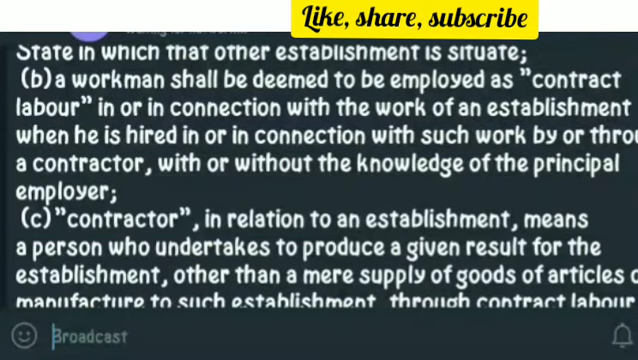 Like, share, subscribe
State in which that other establishment is situate;
(b)a workman shall be deemed to be employed as "contract
labour" in or in connection with the work of an establishment
when he is hired in or in connection with such work by or throu
a contractor, with or without the knowledge of the principal
employer;
(c)"contractor", in relation to an establishment, means
a person who undertakes to produce a given result for the
establishment, other than a mere supply of goods of articles o
manufacture to such establishment, through contract labour
Broadcast